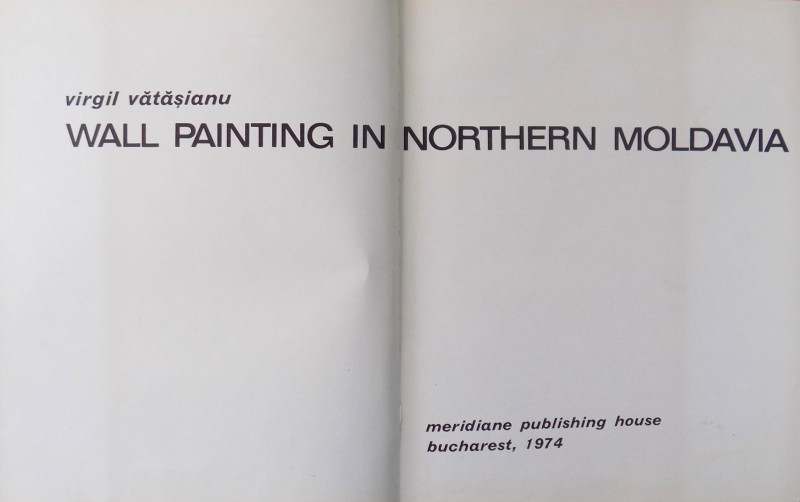 virgil vătășianu
WALL PAINTING IN NORTHERN MOLDAVIA
meridiane publishing house
bucharest, 1974